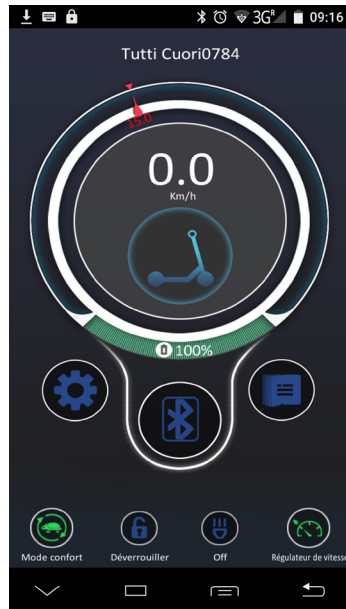 3G R 09:16
Tutti Cuori0784
15.0
0.0
Km/h
100%
Mode confort Déverrouiller Off Régulateur de vitesse